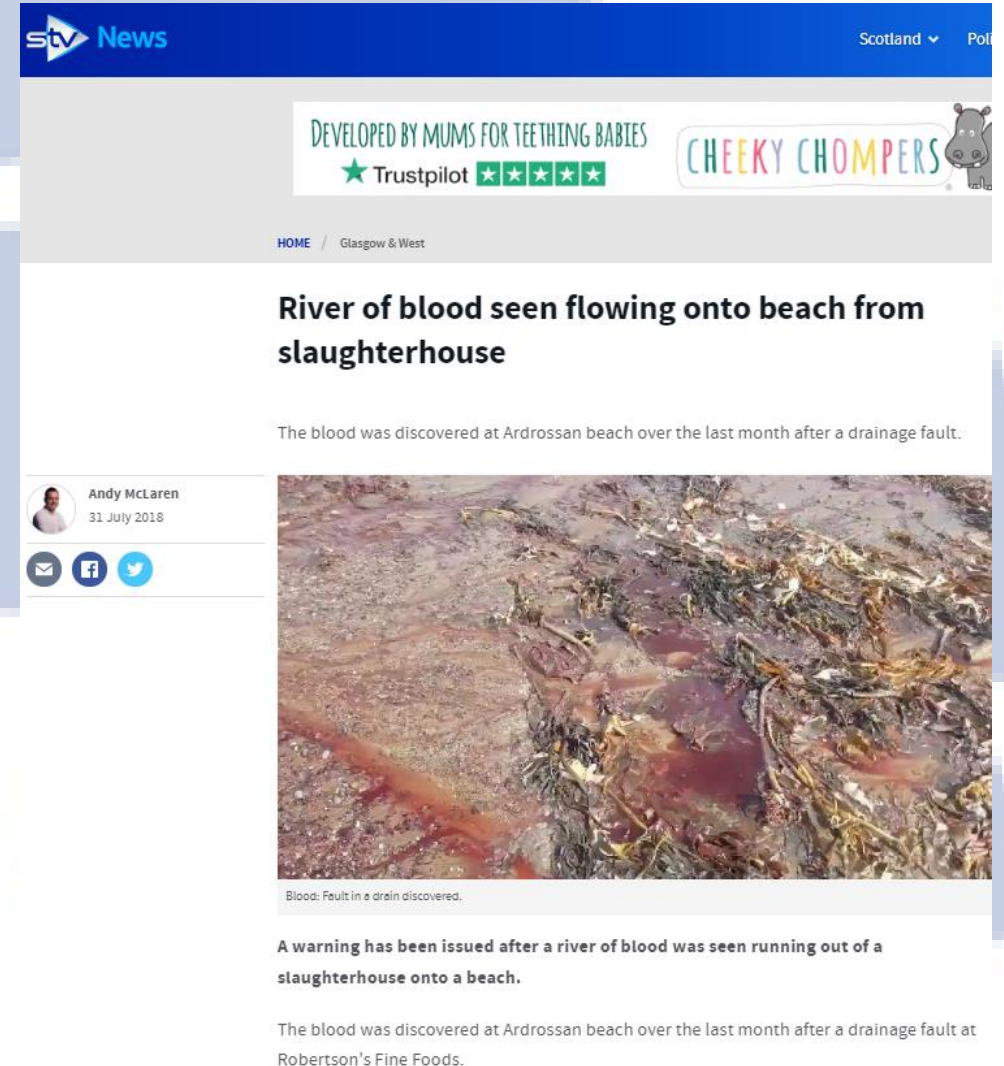 stv News
Scotland
DEVELOPED BY MUMS FOR TEETHING BABIES
Trustpilot
CHEEKY CHOMPERS
HOME / Glasgow & West
River of blood seen flowing onto beach from
slaughterhouse
The blood was discovered at Ardrossan beach over the last month after a drainage fault.
Andy McLaren
31 July 2018
Blood: Fault in a drain discovered.
A warning has been issued after a river of blood was seen running out of a
slaughterhouse onto a beach.
The blood was discovered at Ardrossan beach over the last month after a drainage fault at
Robertson's Fine Foods.